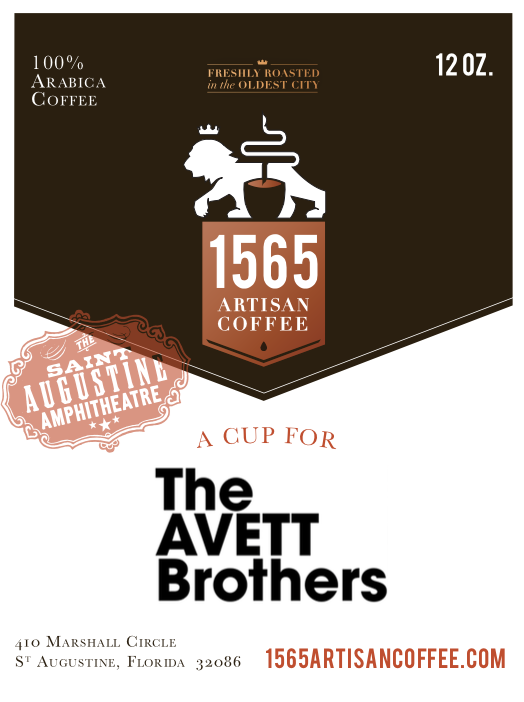 100%
Arabica
Coffee
FRESHLY ROASTED
in the OLDEST CITY
12 OZ.
1565
ARTISAN
COFFEE
THE
SAINT
AUGUSTINE
AMPHITHEATRE
A CUP FOR
The
AVETT
Brothers
410 Marshall Circle
St Augustine, Florida 32086
1565ARTISANCOFFEE.COM